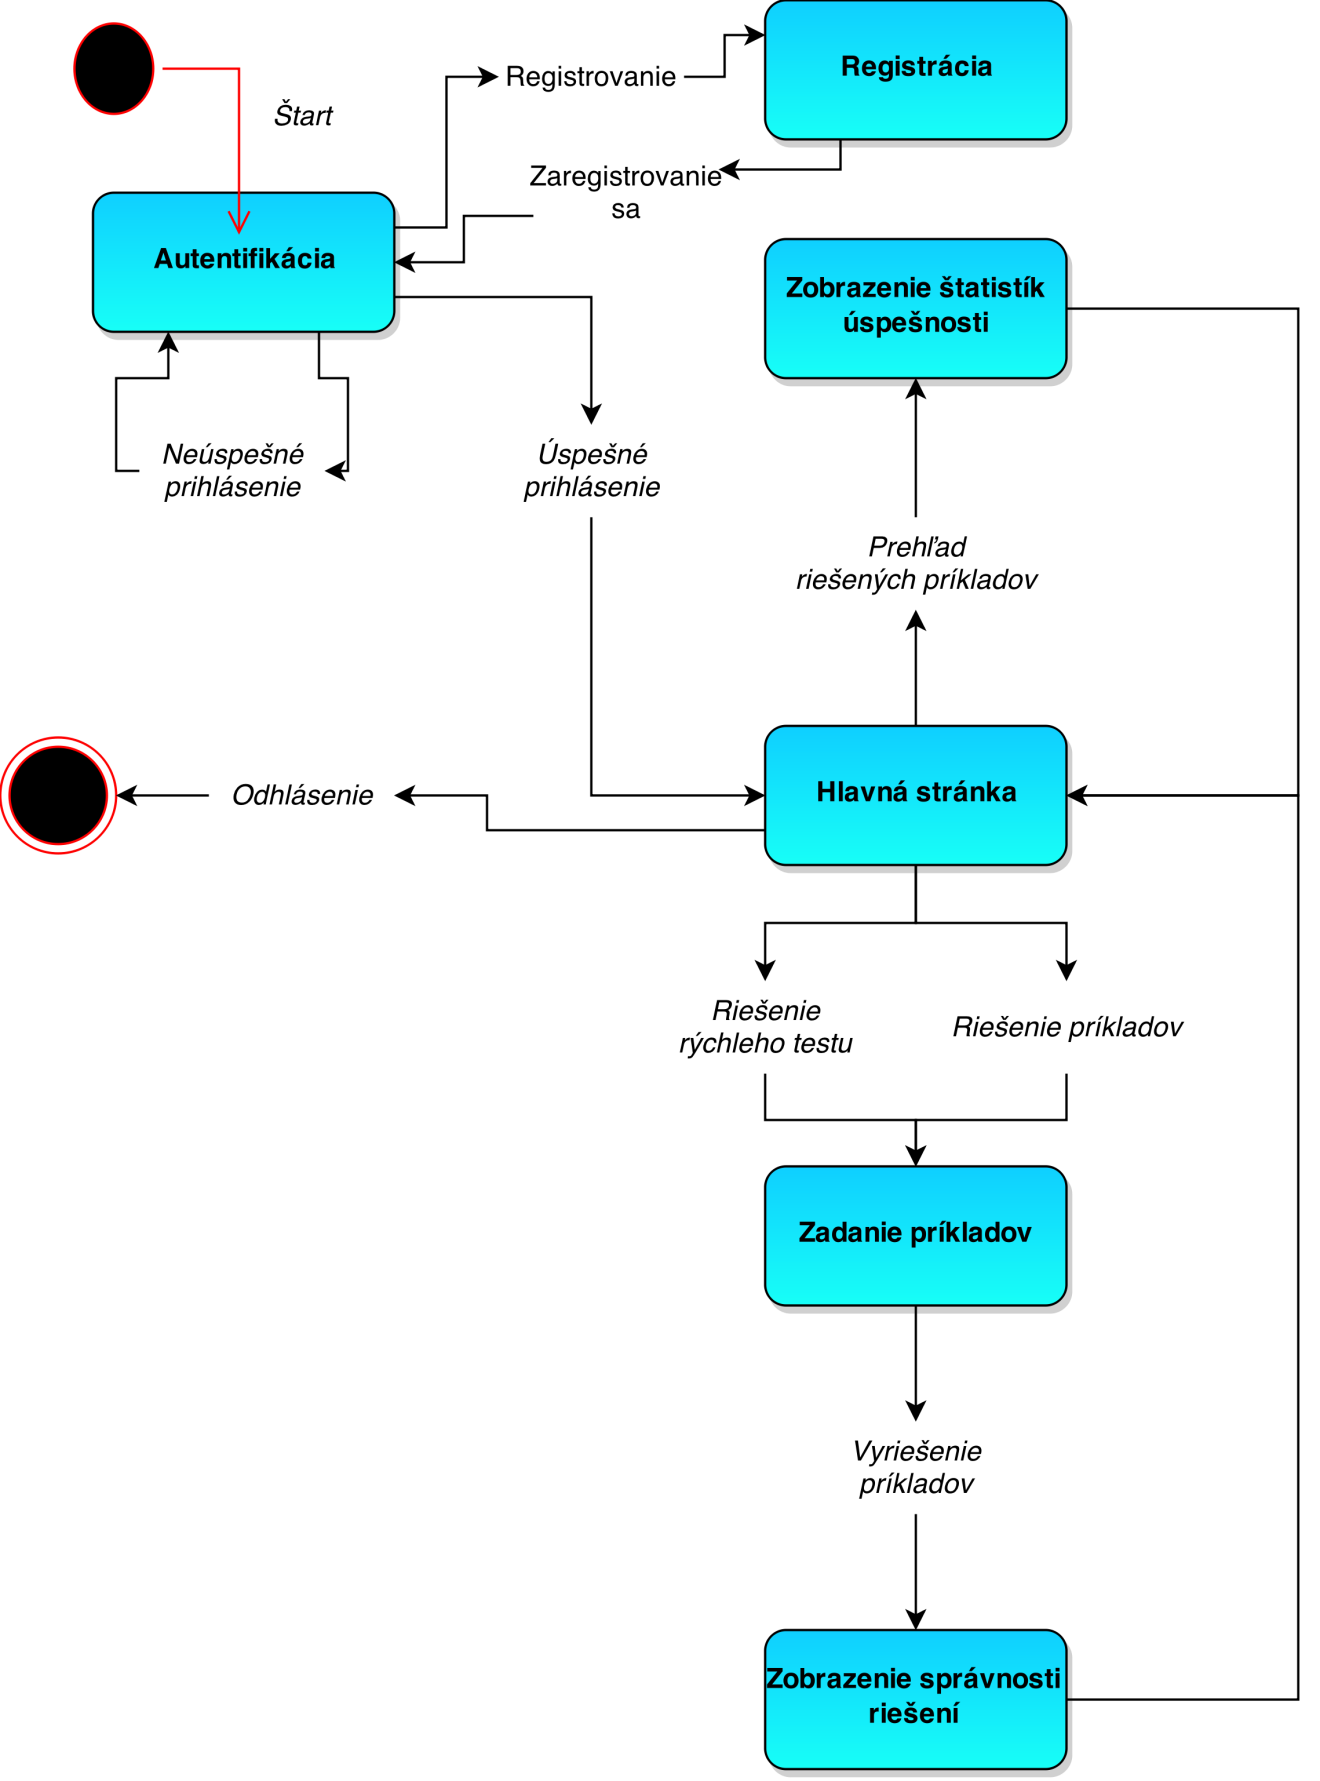 Štart
Registrovanie
Registrácia
Zaregistrovanie
sa
Autentifikácia
Zobrazenie štatistík
úspešnosti
Neúspešné
prihlásenie
Úspešné
prihlásenie
Prehľad
riešených príkladov
Odhlásenie
Hlavná stránka
Riešenie
rýchleho testu
Riešenie príkladov
Zadanie príkladov
Vyriešenie
príkladov
Zobrazenie správnosti
riešení